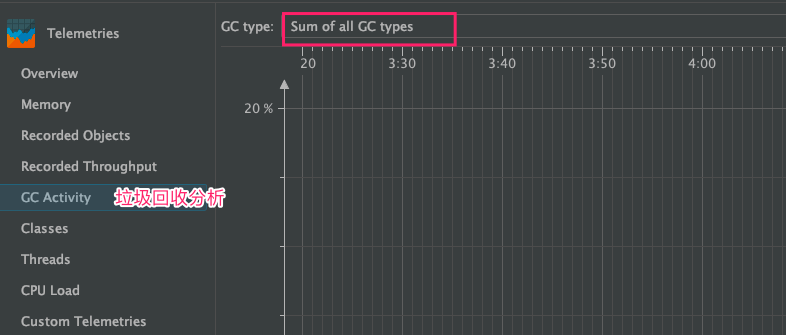 Telemetries
Overview
Memory
Recorded Objects
Recorded Throughput
GC Activity 垃圾回收分析
Classes
Threads
CPU Load
Custom Telemetries
GC type: Sum of all GC types
20 3:30 3:40 3:50 4:00
20 %